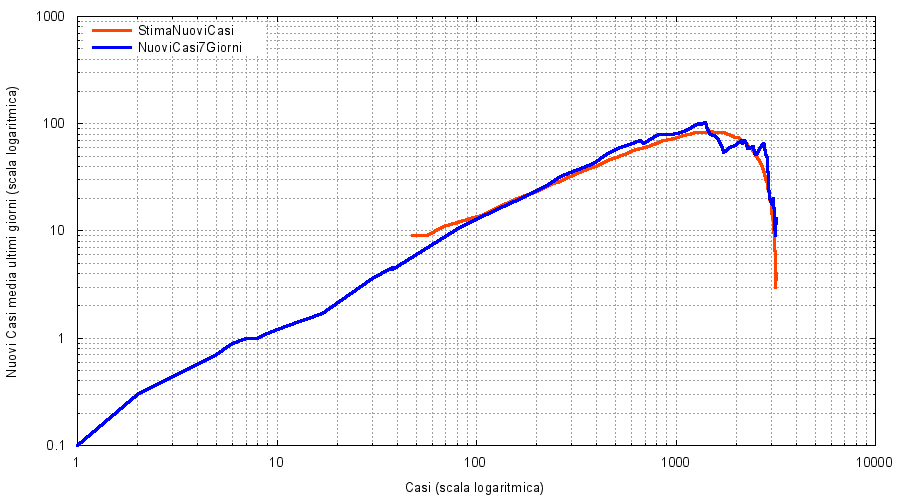 1000
StimaNuoviCasi
NuoviCasi7Giorni
100
10
1
0.1
Nuovi Casi media ultimi giorni (scala logaritmica)
1
10
100
1000
10000
Casi (scala logaritmica)